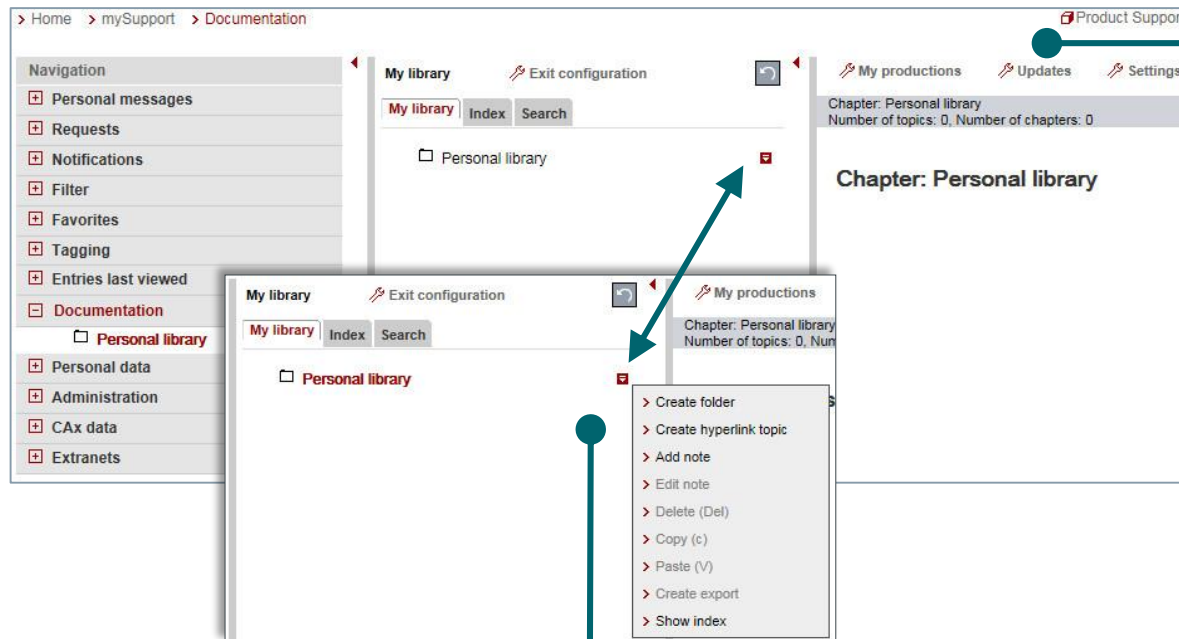 Home mySupport Documentation
Product Suppor
Navigation
Personal messages
Requests
Notifications
Filter
Favorites
Tagging
Entries last viewed
Documentation
Personal library
Personal data
Administration
CAx data
Extranets
My library Exit configuration
My library Index Search
Personal library
My productions Updates Settings
Chapter: Personal library
Number of topics: 0, Number of chapters: 0
Chapter: Personal library
My library Exit configuration
My library Index Search
Personal library
My productions
Chapter: Personal library
Number of topics: 0, Num
s
Create folder
Create hyperlink topic
Add note
Edit note
Delete (Del)
Copy (c)
Paste (V)
Create export
Show index